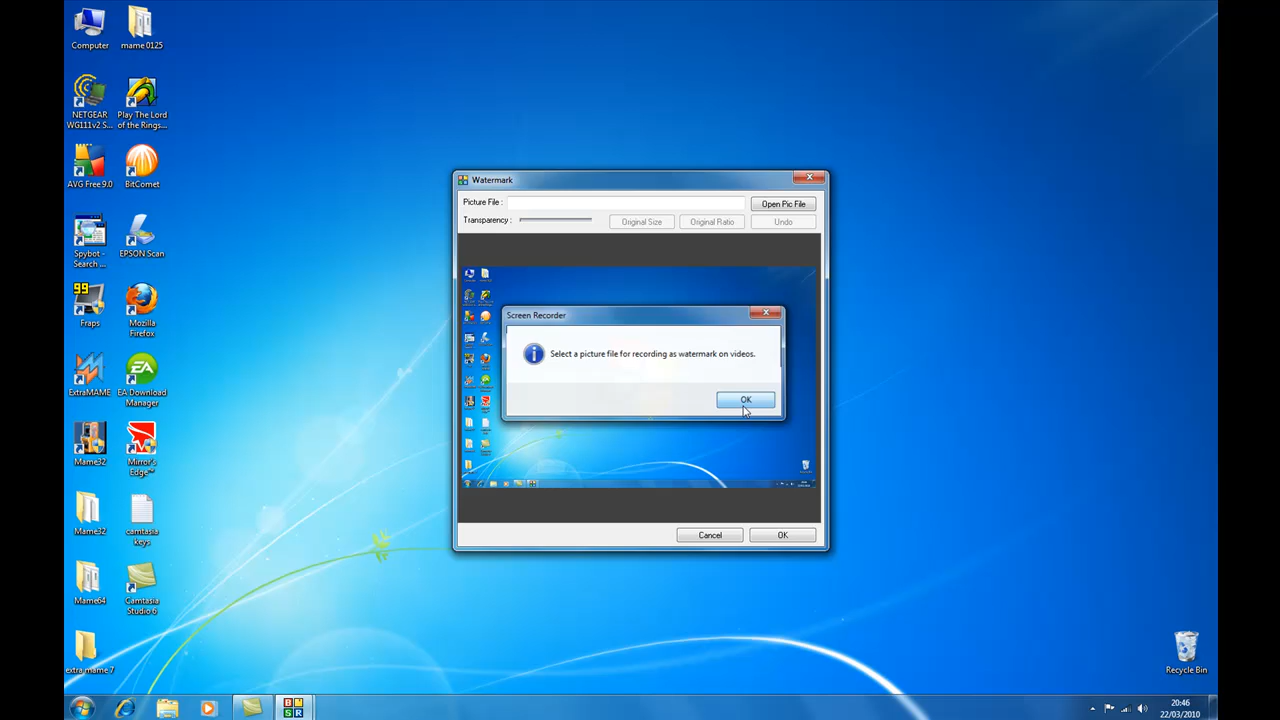 Computer
mame 0125
NETGEAR
WG111v2 S...
Play The Lord
of the Rings...
AVG Free 9.0
BitComet
Spybot -
Search ...
EPSON Scan
99
Fraps
Mozilla
Firefox
ExtraMAME
EA
EA Download
Manager
Mame32
Mirror's
Edge™
Mame32
camtasia
keys
Mame64
Camtasia
Studio 6
extra mame 7
Watermark
Picture File :
Open Pic File
Transparency :
Original Size
Original Ratio
Undo
Screen Recorder
Select a picture file for recording as watermark on videos.
OK
Cancel
OK
Recycle Bin
20:46
22/03/2010